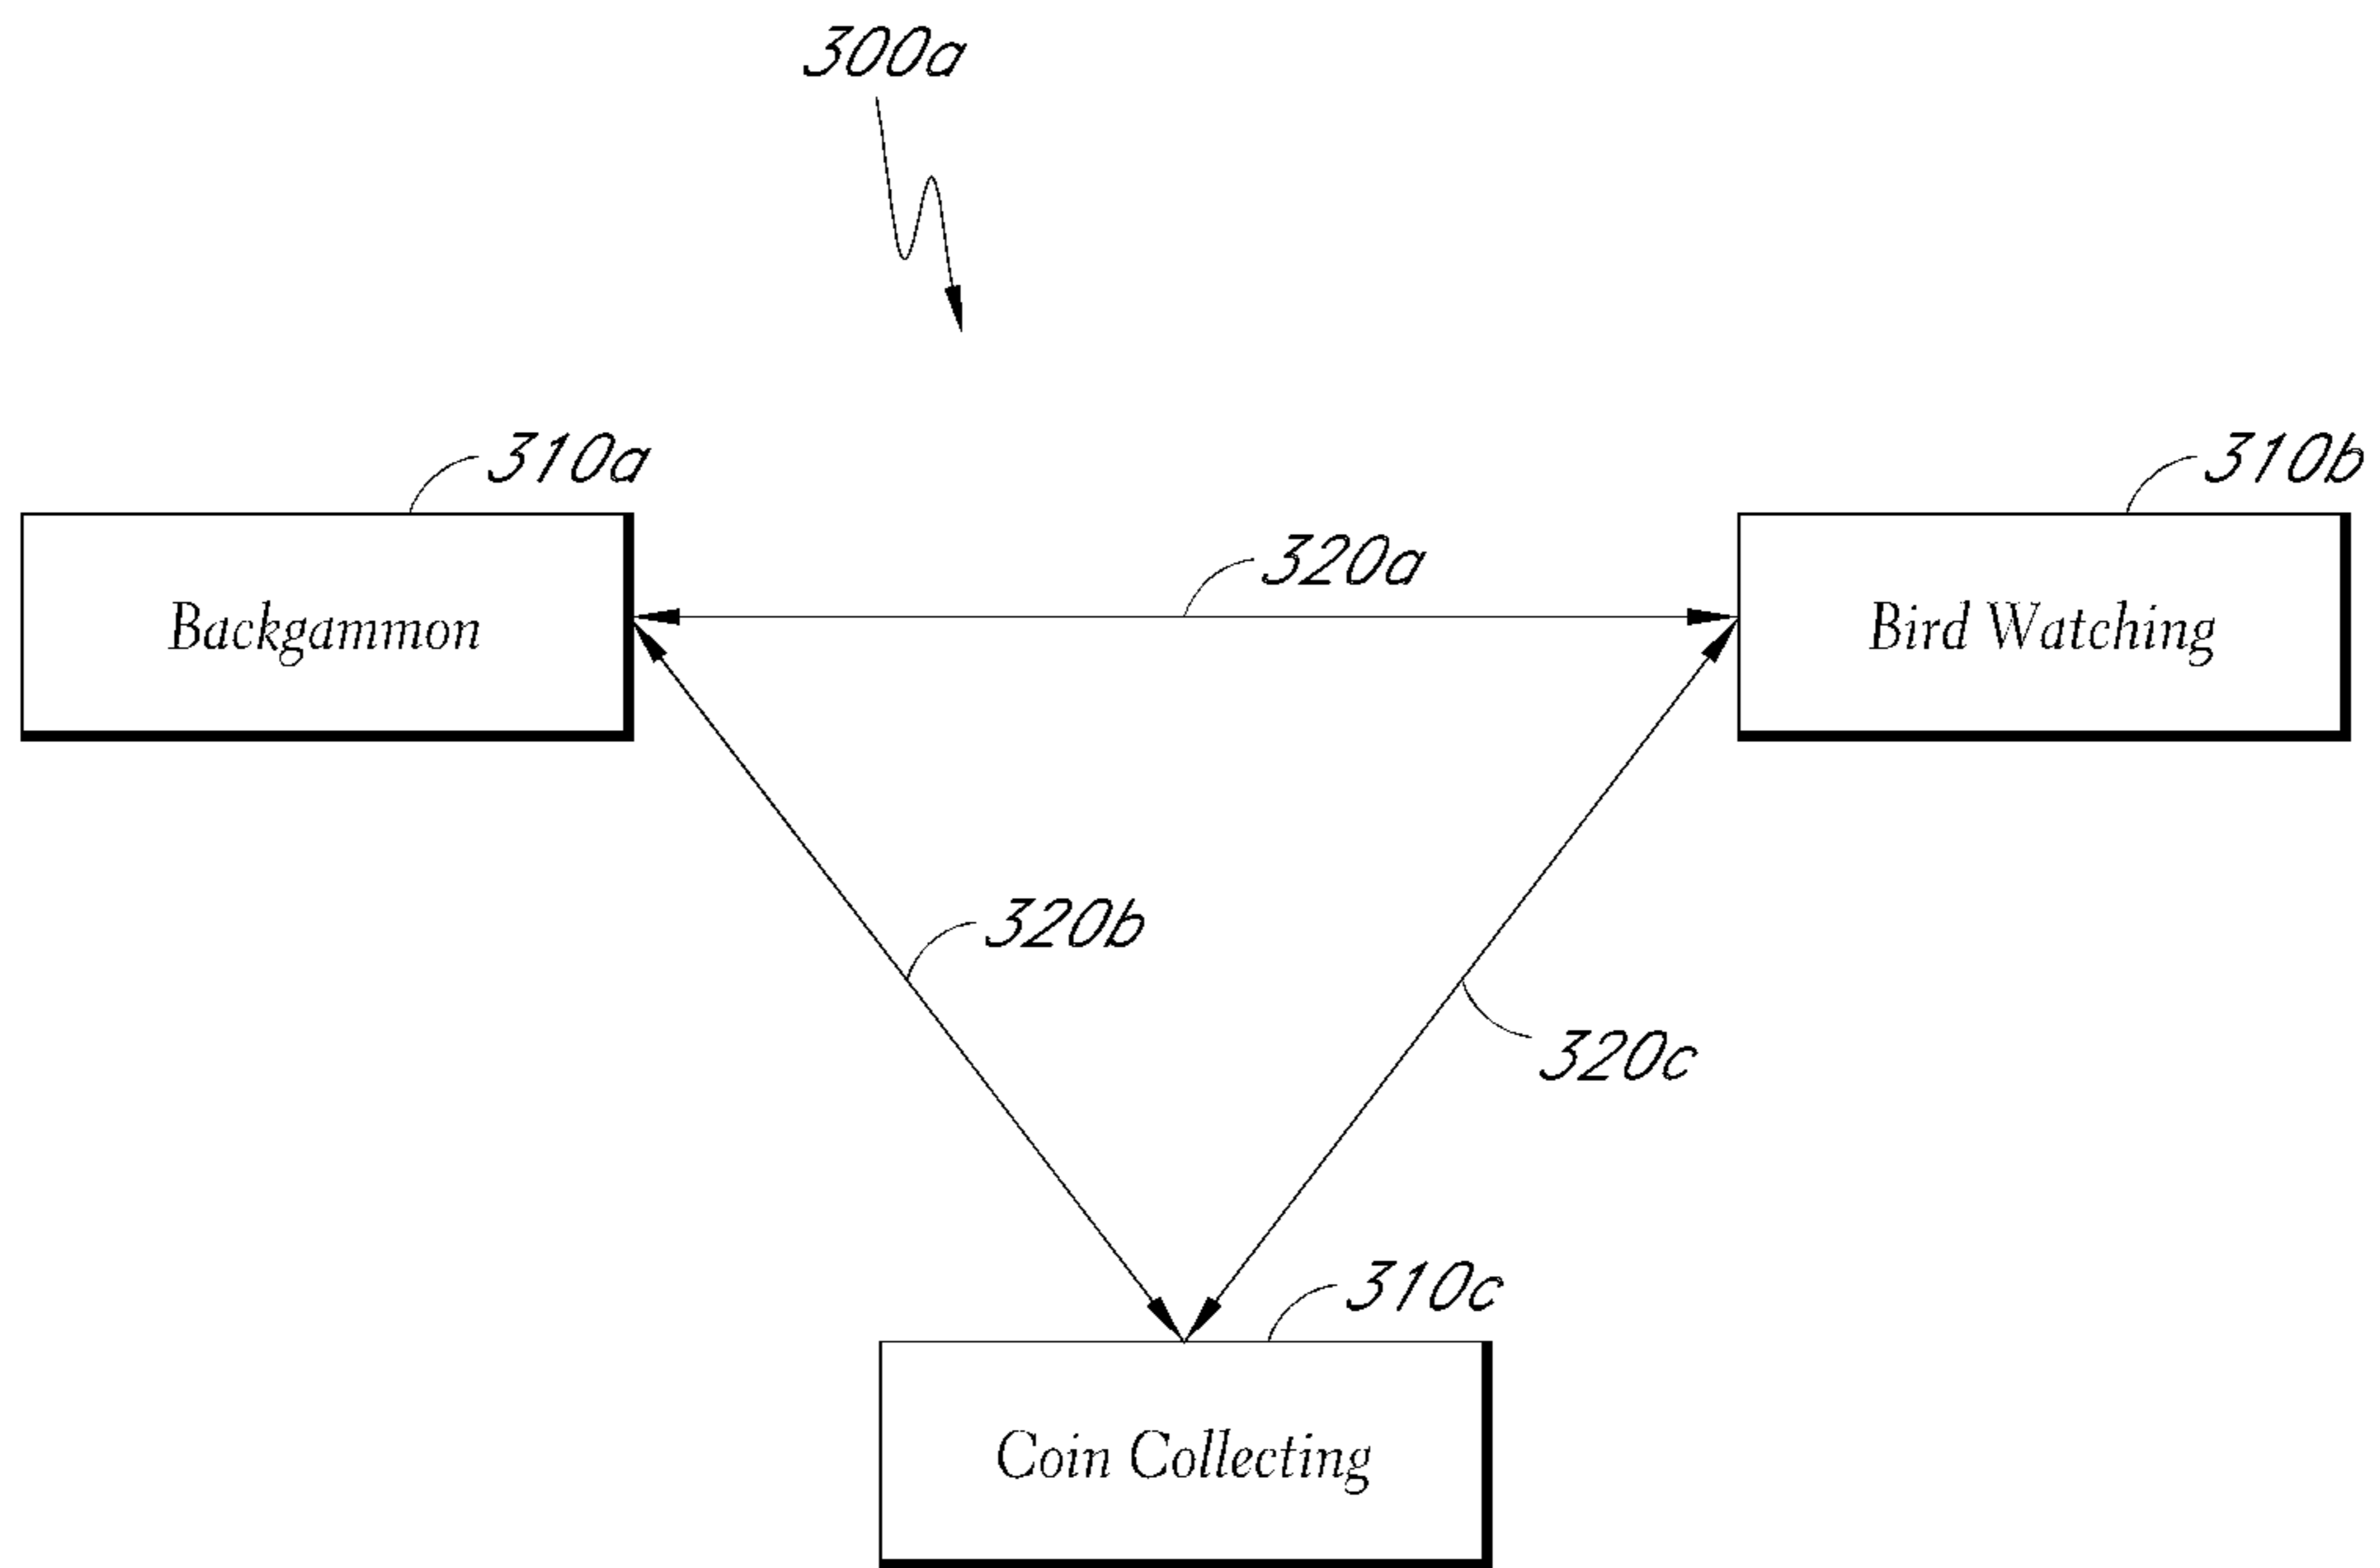 300a
310a
310b
320a
Backgammon
Bird Watching
320b
320c
310c
Coin Collecting